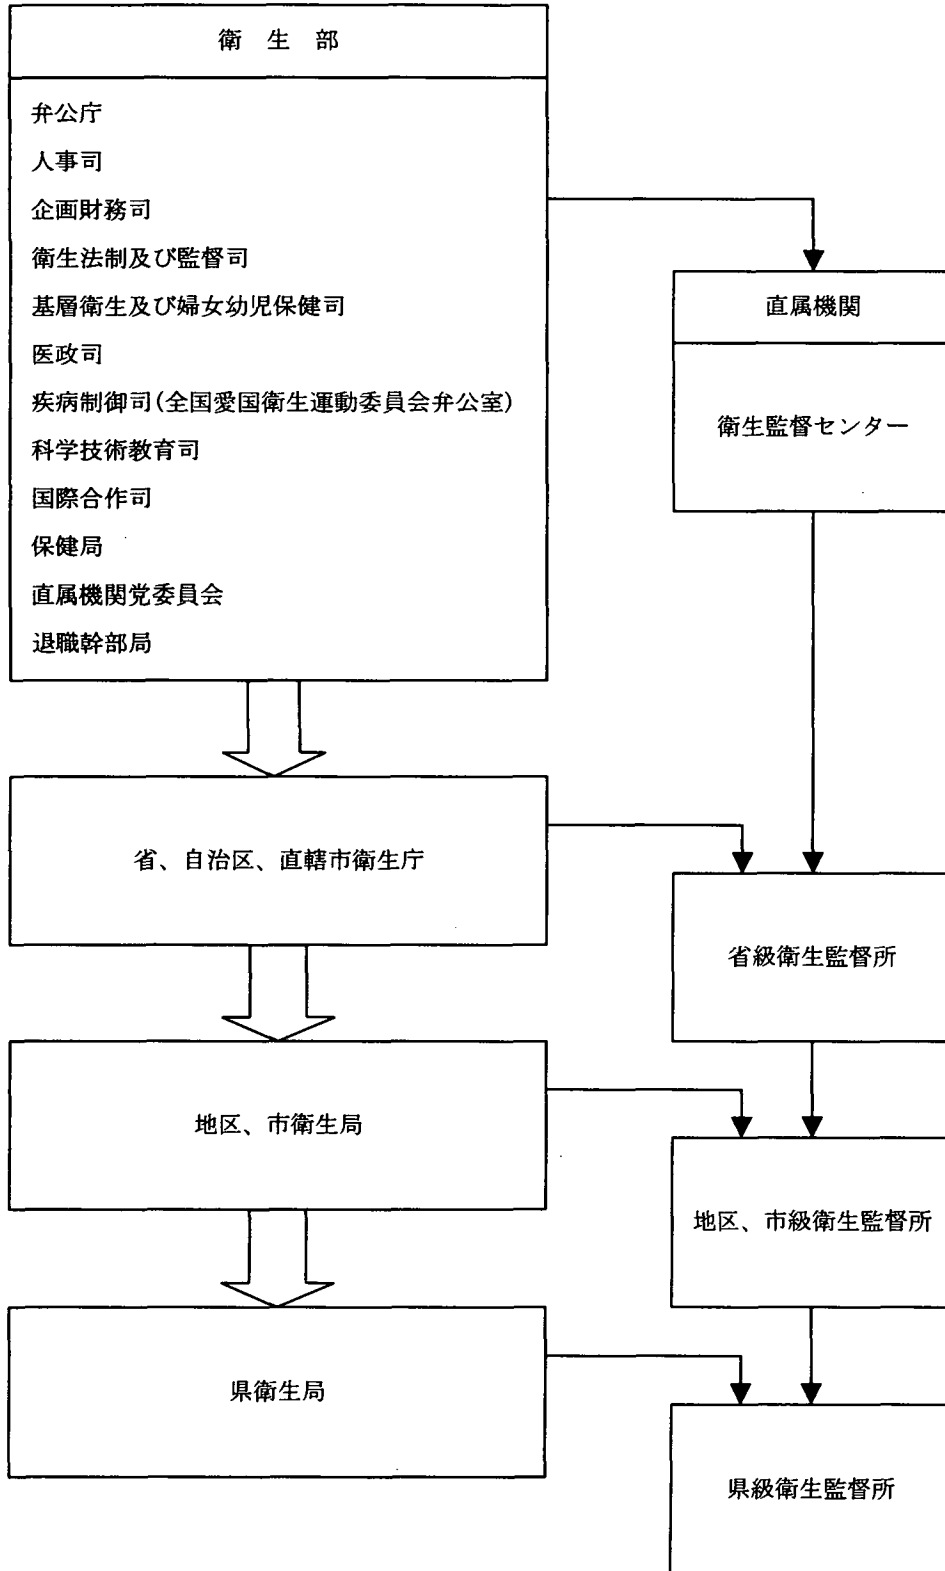 衛 生 部
弁公庁
人事司
企画財務司
衛生法制及び監督司
基層衛生及び婦女幼児保健司
医政司
疾病制御司(全国愛国衛生運動委員会弁公室)
科学技術教育司
国際合作司
保健局
直属機関党委員会
退職幹部局
直属機関
衛生監督センター
省、自治区、直轄市衛生庁
省級衛生監督所
地区、市衛生局
地区、市級衛生監督所
県衛生局
県級衛生監督所